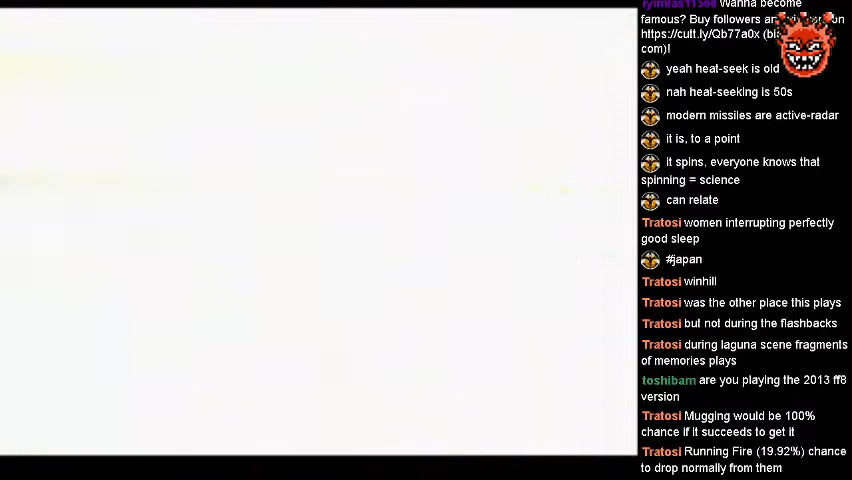 ryimias11560 Wanna become
famous? Buy followers an
on
https://cutt.ly/Qb77a0x
com)!
yeah heat-seek is old
nah heat-seeking is 50s
modern missiles are active-radar
it is, to a point
it spins, everyone knows that
spinning = science
can relate
Tratosi women interrupting perfectly
good sleep
#japan
Tratosi winhill
Tratosi was the other place this plays
Tratosi but not during the flashbacks
Tratosi during laguna scene fragments
of memories plays
toshibam are you playing the 2013 ff8
version
Tratosi Mugging would be 100%
chance if it succeeds to get it
Tratosi Running Fire (19.92%) chance
to drop normally from them